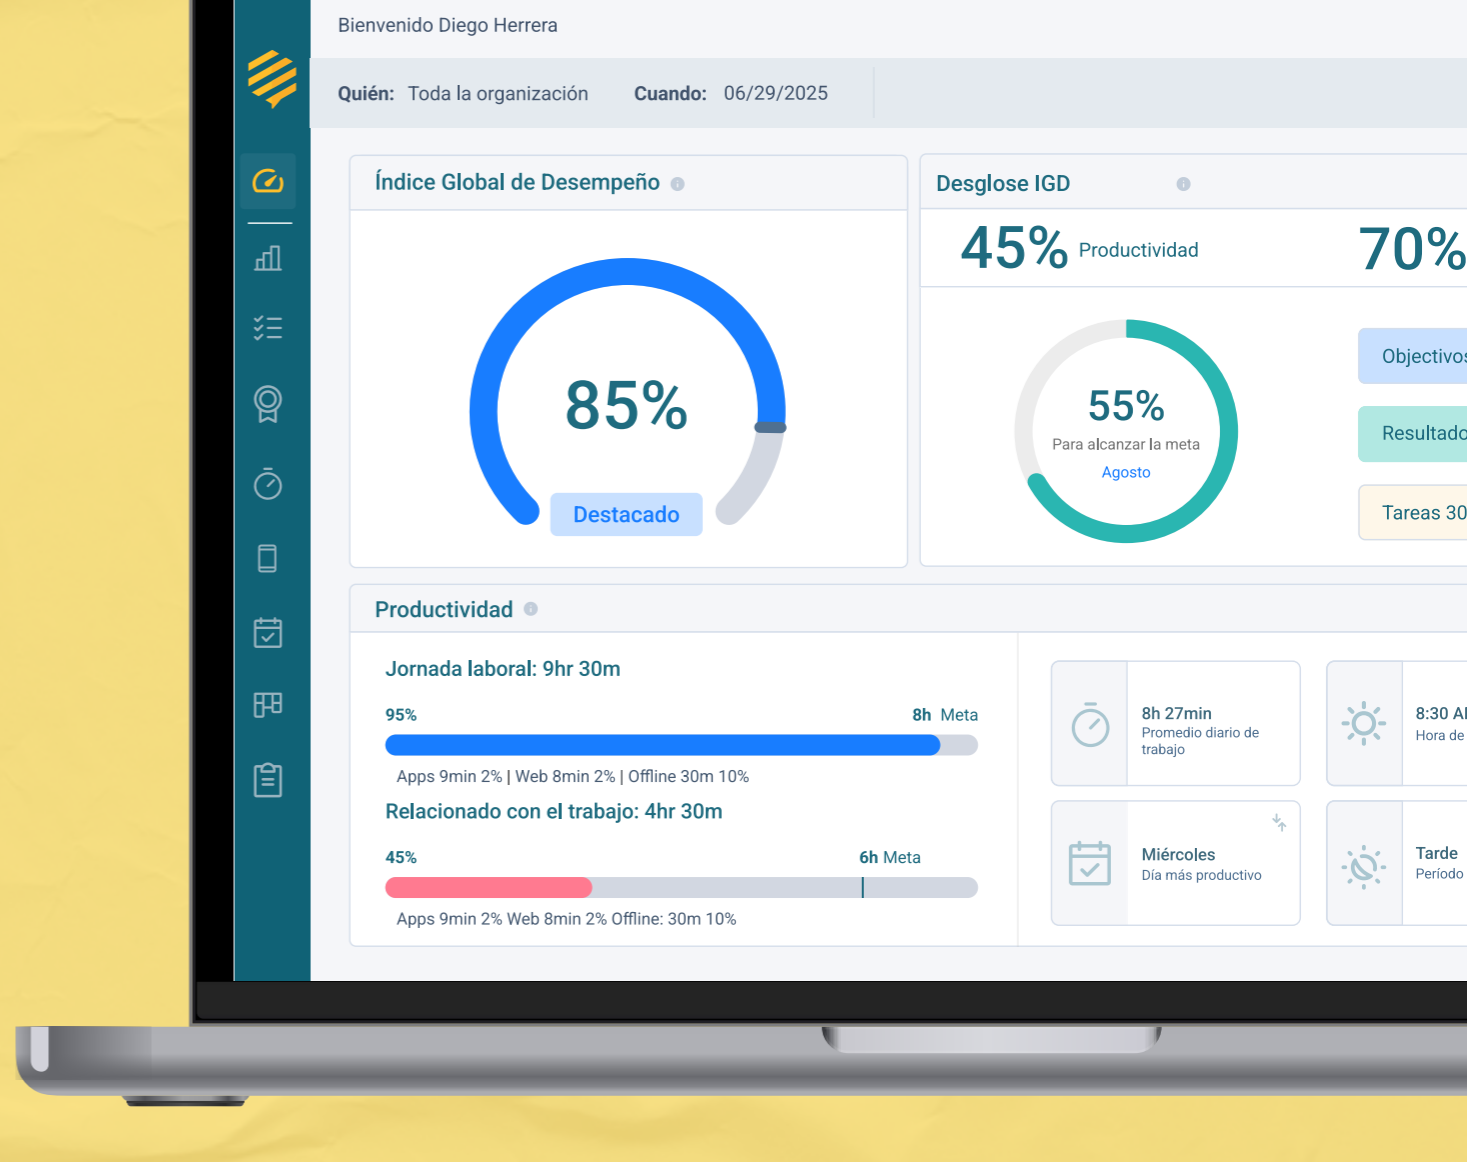 Bienvenido Diego Herrera
Quién: Toda la organización Cuando: 06/29/2025
Índice Global de Desempeño
85%
Destacado
Desglose IGD
45% Productividad
70%
55%
Para alcanzar la meta
Agosto
Objectivos
Resultado
Tareas 30
Productividad
Jornada laboral: 9hr 30m
95% 8h Meta
Apps 9min 2% | Web 8min 2% | Offline 30m 10%
Relacionado con el trabajo: 4hr 30m
45% 6h Meta
Apps 9min 2% Web 8min 2% Offline: 30m 10%
8h 27min
Promedio diario de
trabajo
8:30 A
Hora de
Miércoles
Día más productivo
Tarde
Período